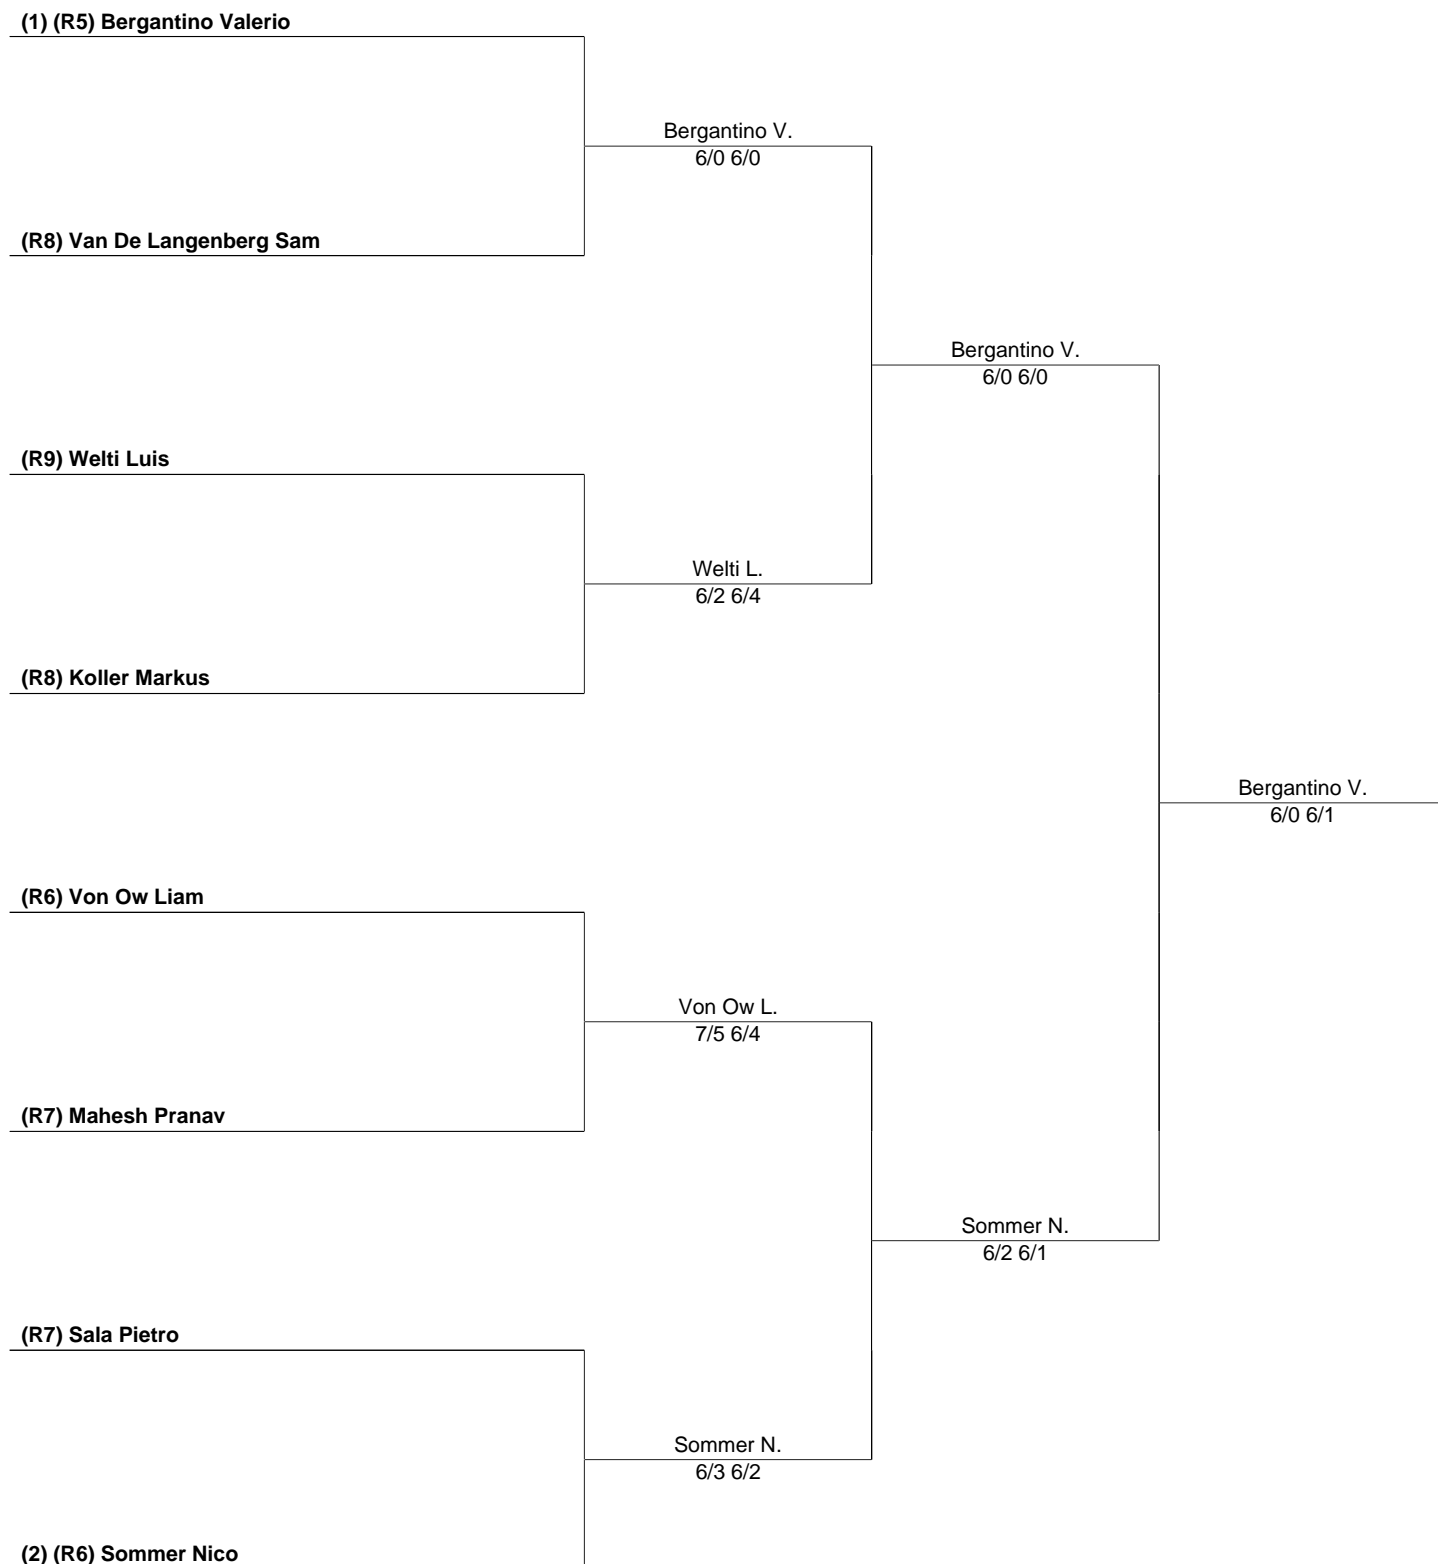 (1) (R5) Bergantino Valerio
Bergantino V.
6/0 6/0
(R8) Van De Langenberg Sam
Bergantino V.
6/0 6/0
(R9) Welti Luis
Welti L.
6/2 6/4
(R8) Koller Markus
Bergantino V.
6/0 6/1
(R6) Von Ow Liam
Von Ow L.
7/5 6/4
(R7) Mahesh Pranav
Sommer N.
6/2 6/1
(R7) Sala Pietro
Sommer N.
6/3 6/2
(2) (R6) Sommer Nico